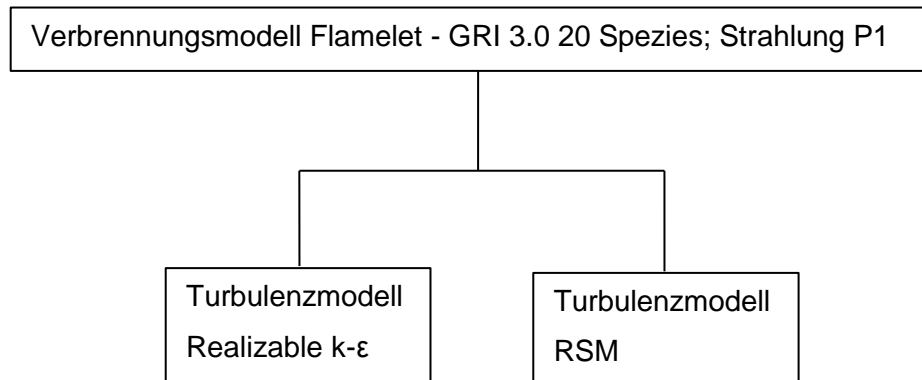 Verbrennungsmodell Flamelet - GRI 3.0 20 Spezies; Strahlung P1
Turbulenzmodell
Realizable k-ε
Turbulenzmodell
RSM